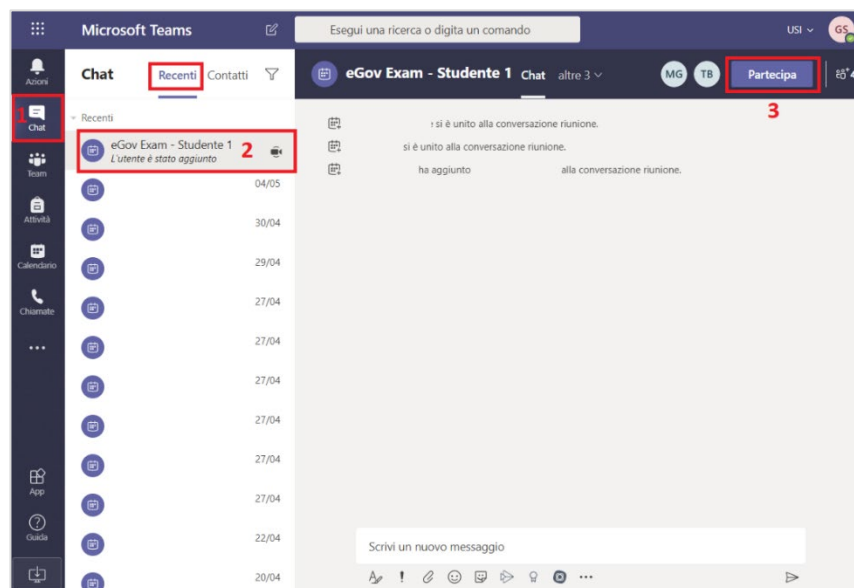 Microsoft Teams
Esegui una ricerca o digita un comando
USI
GS
Azioni
1
Chat
Team
Attività
Calendario
Chiamate
App
Guida
Chat
Recenti
Contatti
Recenti
eGov Exam - Studente 1
L'utente è stato aggiunto
2
04/05
30/04
29/04
27/04
27/04
27/04
27/04
27/04
27/04
22/04
20/04
eGov Exam - Studente 1
Chat
altre 3
MG
TB
Partecipa
3
si è unito alla conversazione riunione.
si è unito alla conversazione riunione.
ha aggiunto alla conversazione riunione.
Scrivi un nuovo messaggio